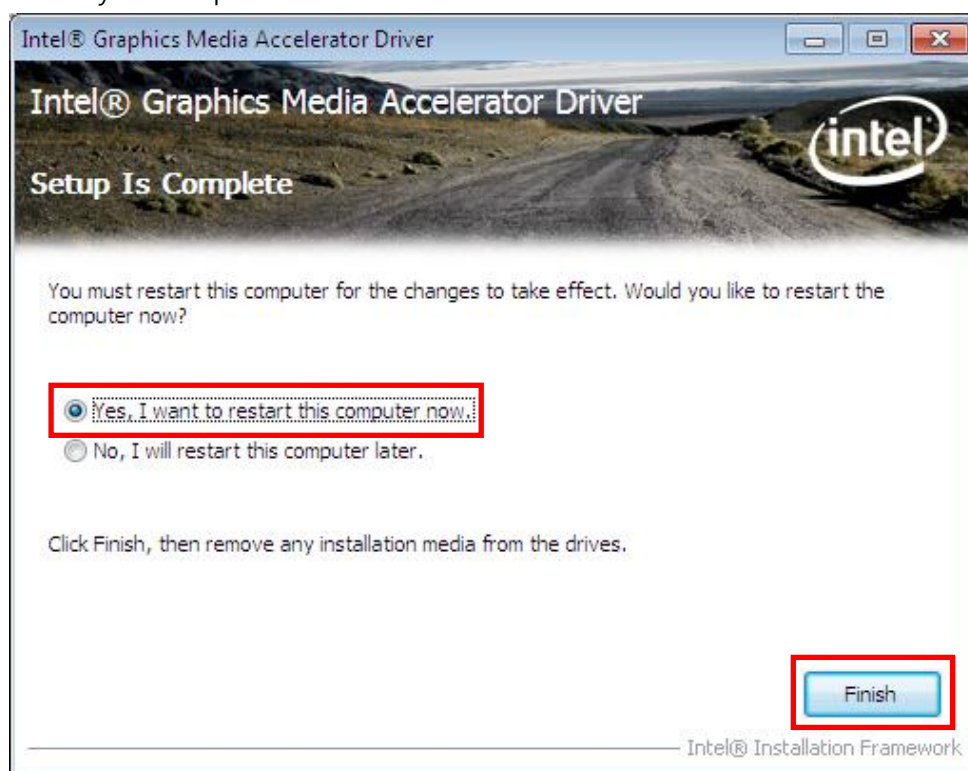 Intel® Graphics Media Accelerator Driver
Intel® Graphics Media Accelerator Driver
intel
Setup Is Complete
You must restart this computer for the changes to take effect. Would you like to restart the
computer now?
Yes, I want to restart this computer now.
No, I will restart this computer later.
Click Finish, then remove any installation media from the drives.
Finish
Intel® Installation Framework